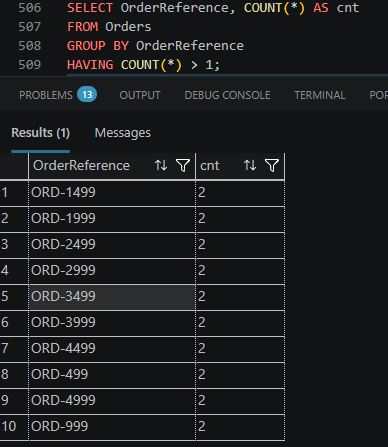 506 SELECT OrderReference, COUNT(*) AS cnt
507 FROM Orders
508 GROUP BY OrderReference
509 HAVING COUNT(*) > 1;
PROBLEMS 13 OUTPUT DEBUG CONSOLE TERMINAL POR
Results (1) Messages
OrderReference cnt
1 ORD-1499 2
2 ORD-1999 2
3 ORD-2499 2
4 ORD-2999 2
5 ORD-3499 2
6 ORD-3999 2
7 ORD-4499 2
8 ORD-499 2
9 ORD-4999 2
10 ORD-999 2